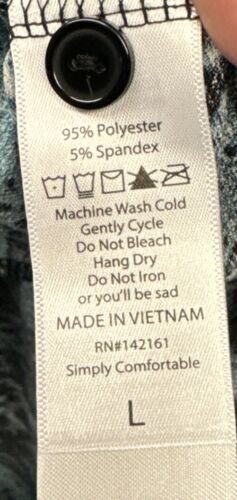 95% Polyester
5% Spandex
Machine Wash Cold
Gently Cycle
Do Not Bleach
Hang Dry
Do Not Iron
or you'll be sad
MADE IN VIETNAM
RN#142161
Simply Comfortable
L